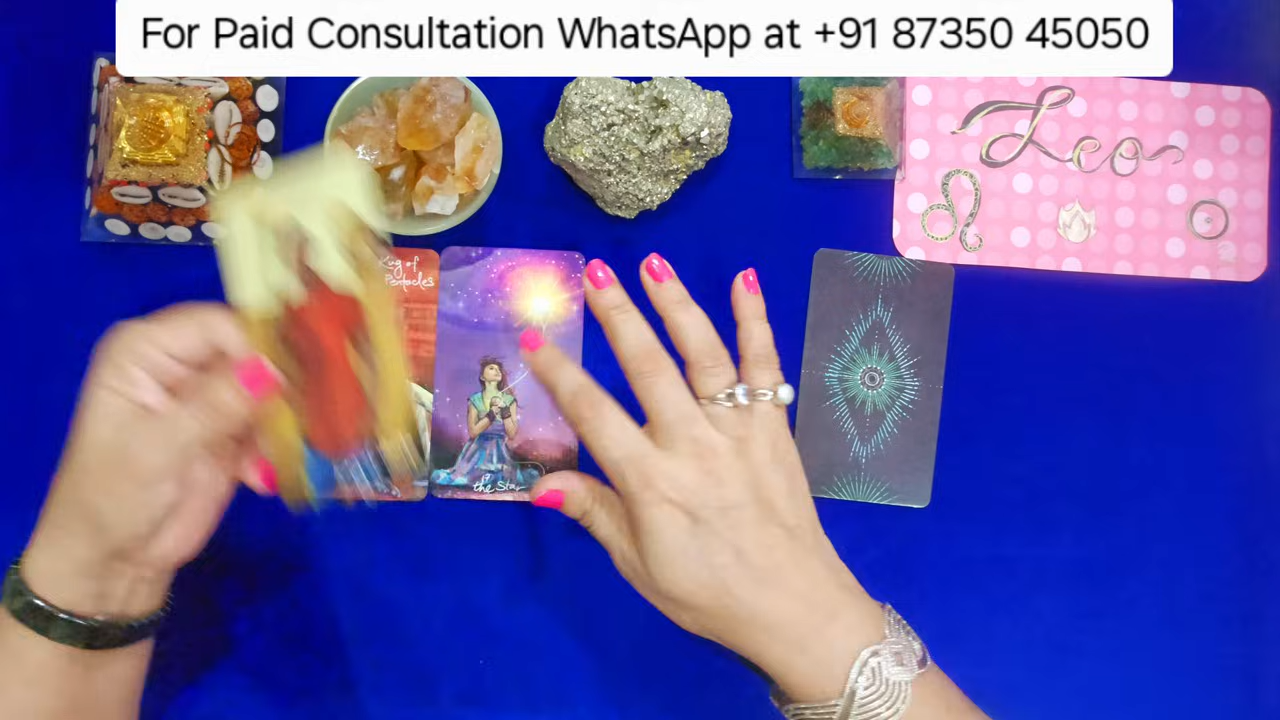 For Paid Consultation WhatsApp at +91 87350 45050
Leo
King of
Pentacles
the Star